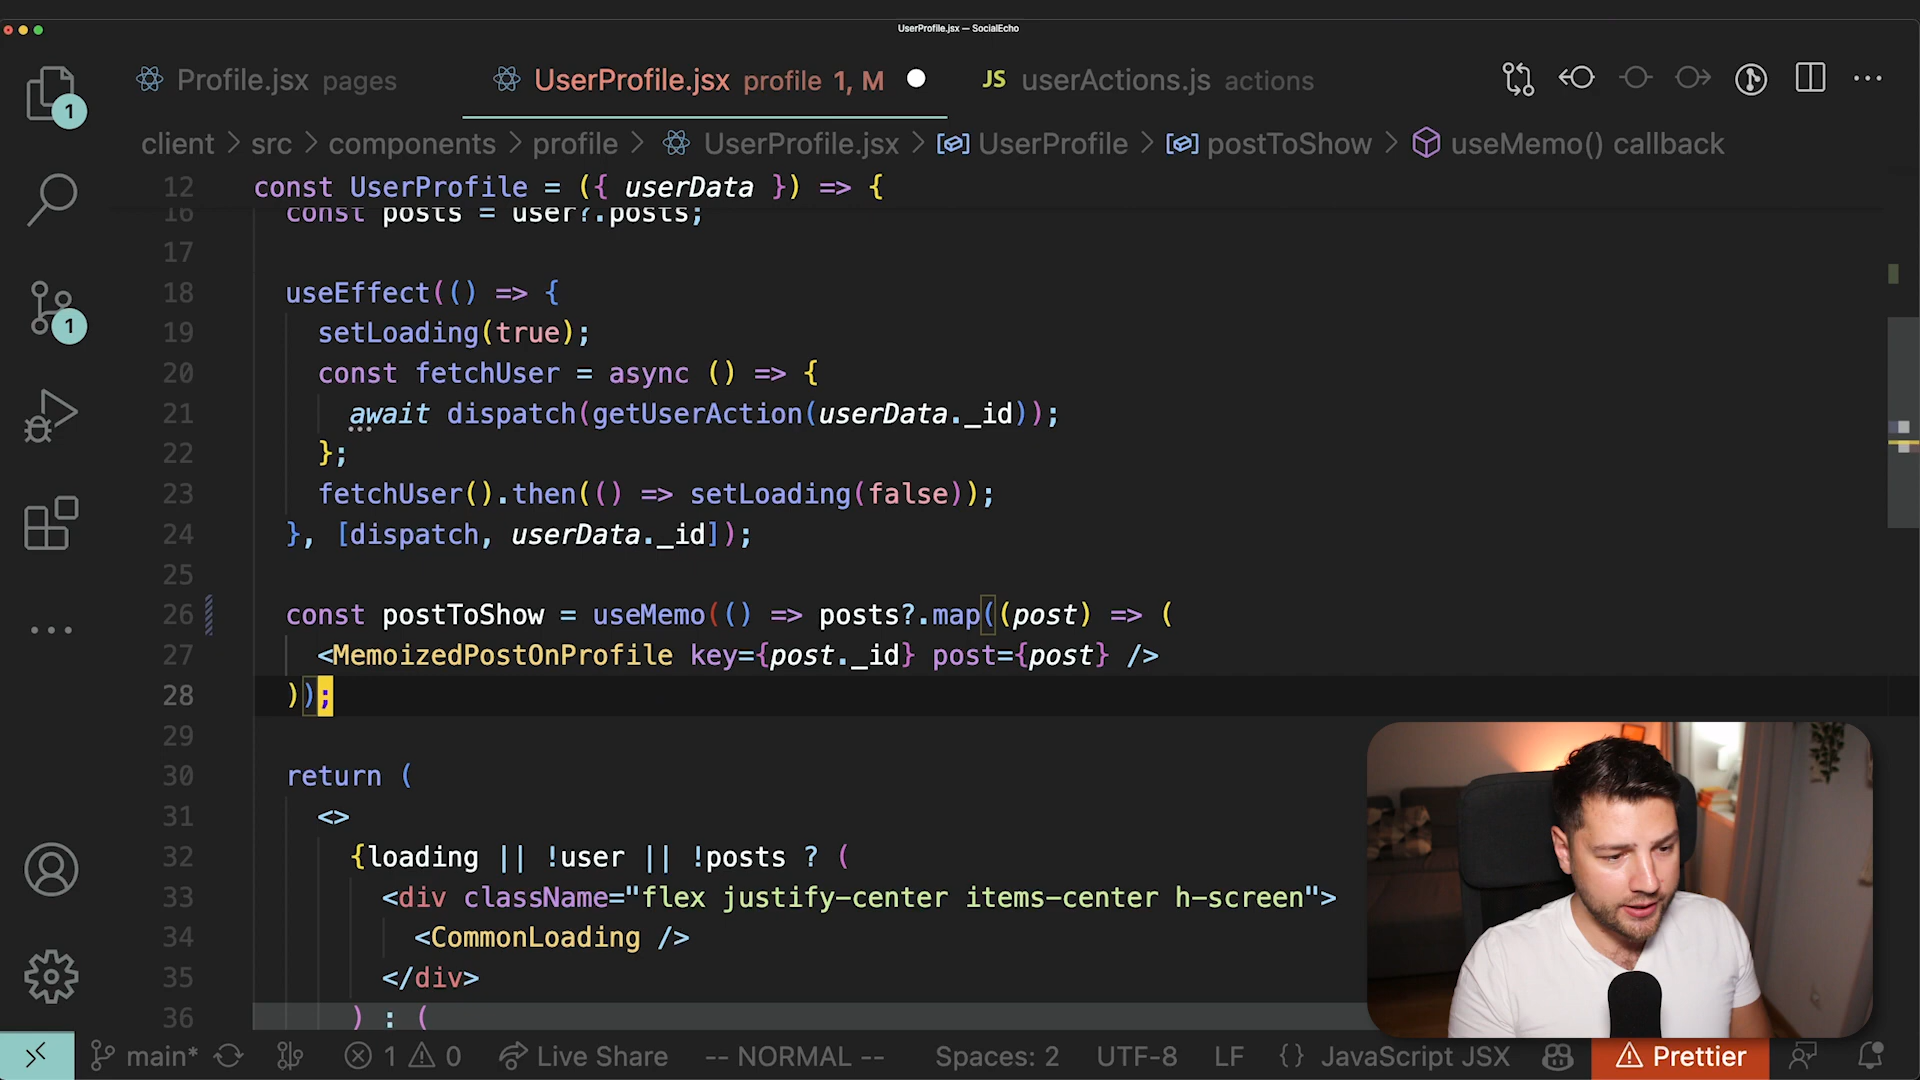 UserProfile.jsx — SocialEcho
Profile.jsx pages
UserProfile.jsx profile 1, M
JS userActions.js actions
client > src > components > profile > UserProfile.jsx > UserProfile > postToShow > useMemo() callback
12 const UserProfile = ({ userData }) => {
16 const posts = user?.posts;
17
18 useEffect(() => {
19 setLoading(true);
20 const fetchUser = async () => {
21 await dispatch(getUserAction(userData._id));
22 };
23 fetchUser().then(() => setLoading(false));
24 }, [dispatch, userData._id]);
25
26 const postToShow = useMemo(() => posts?.map((post) => (
27 <MemoizedPostOnProfile key={post._id} post={post} />
28 ));
29
30 return (
31 <>
32 {loading || !user || !posts ? (
33 <div className="flex justify-center items-center h-screen">
34 <CommonLoading />
35 </div>
36 ) : (
1
1
main* 1 0 Live Share -- NORMAL -- Spaces: 2 UTF-8 LF {} JavaScript JSX Prettier